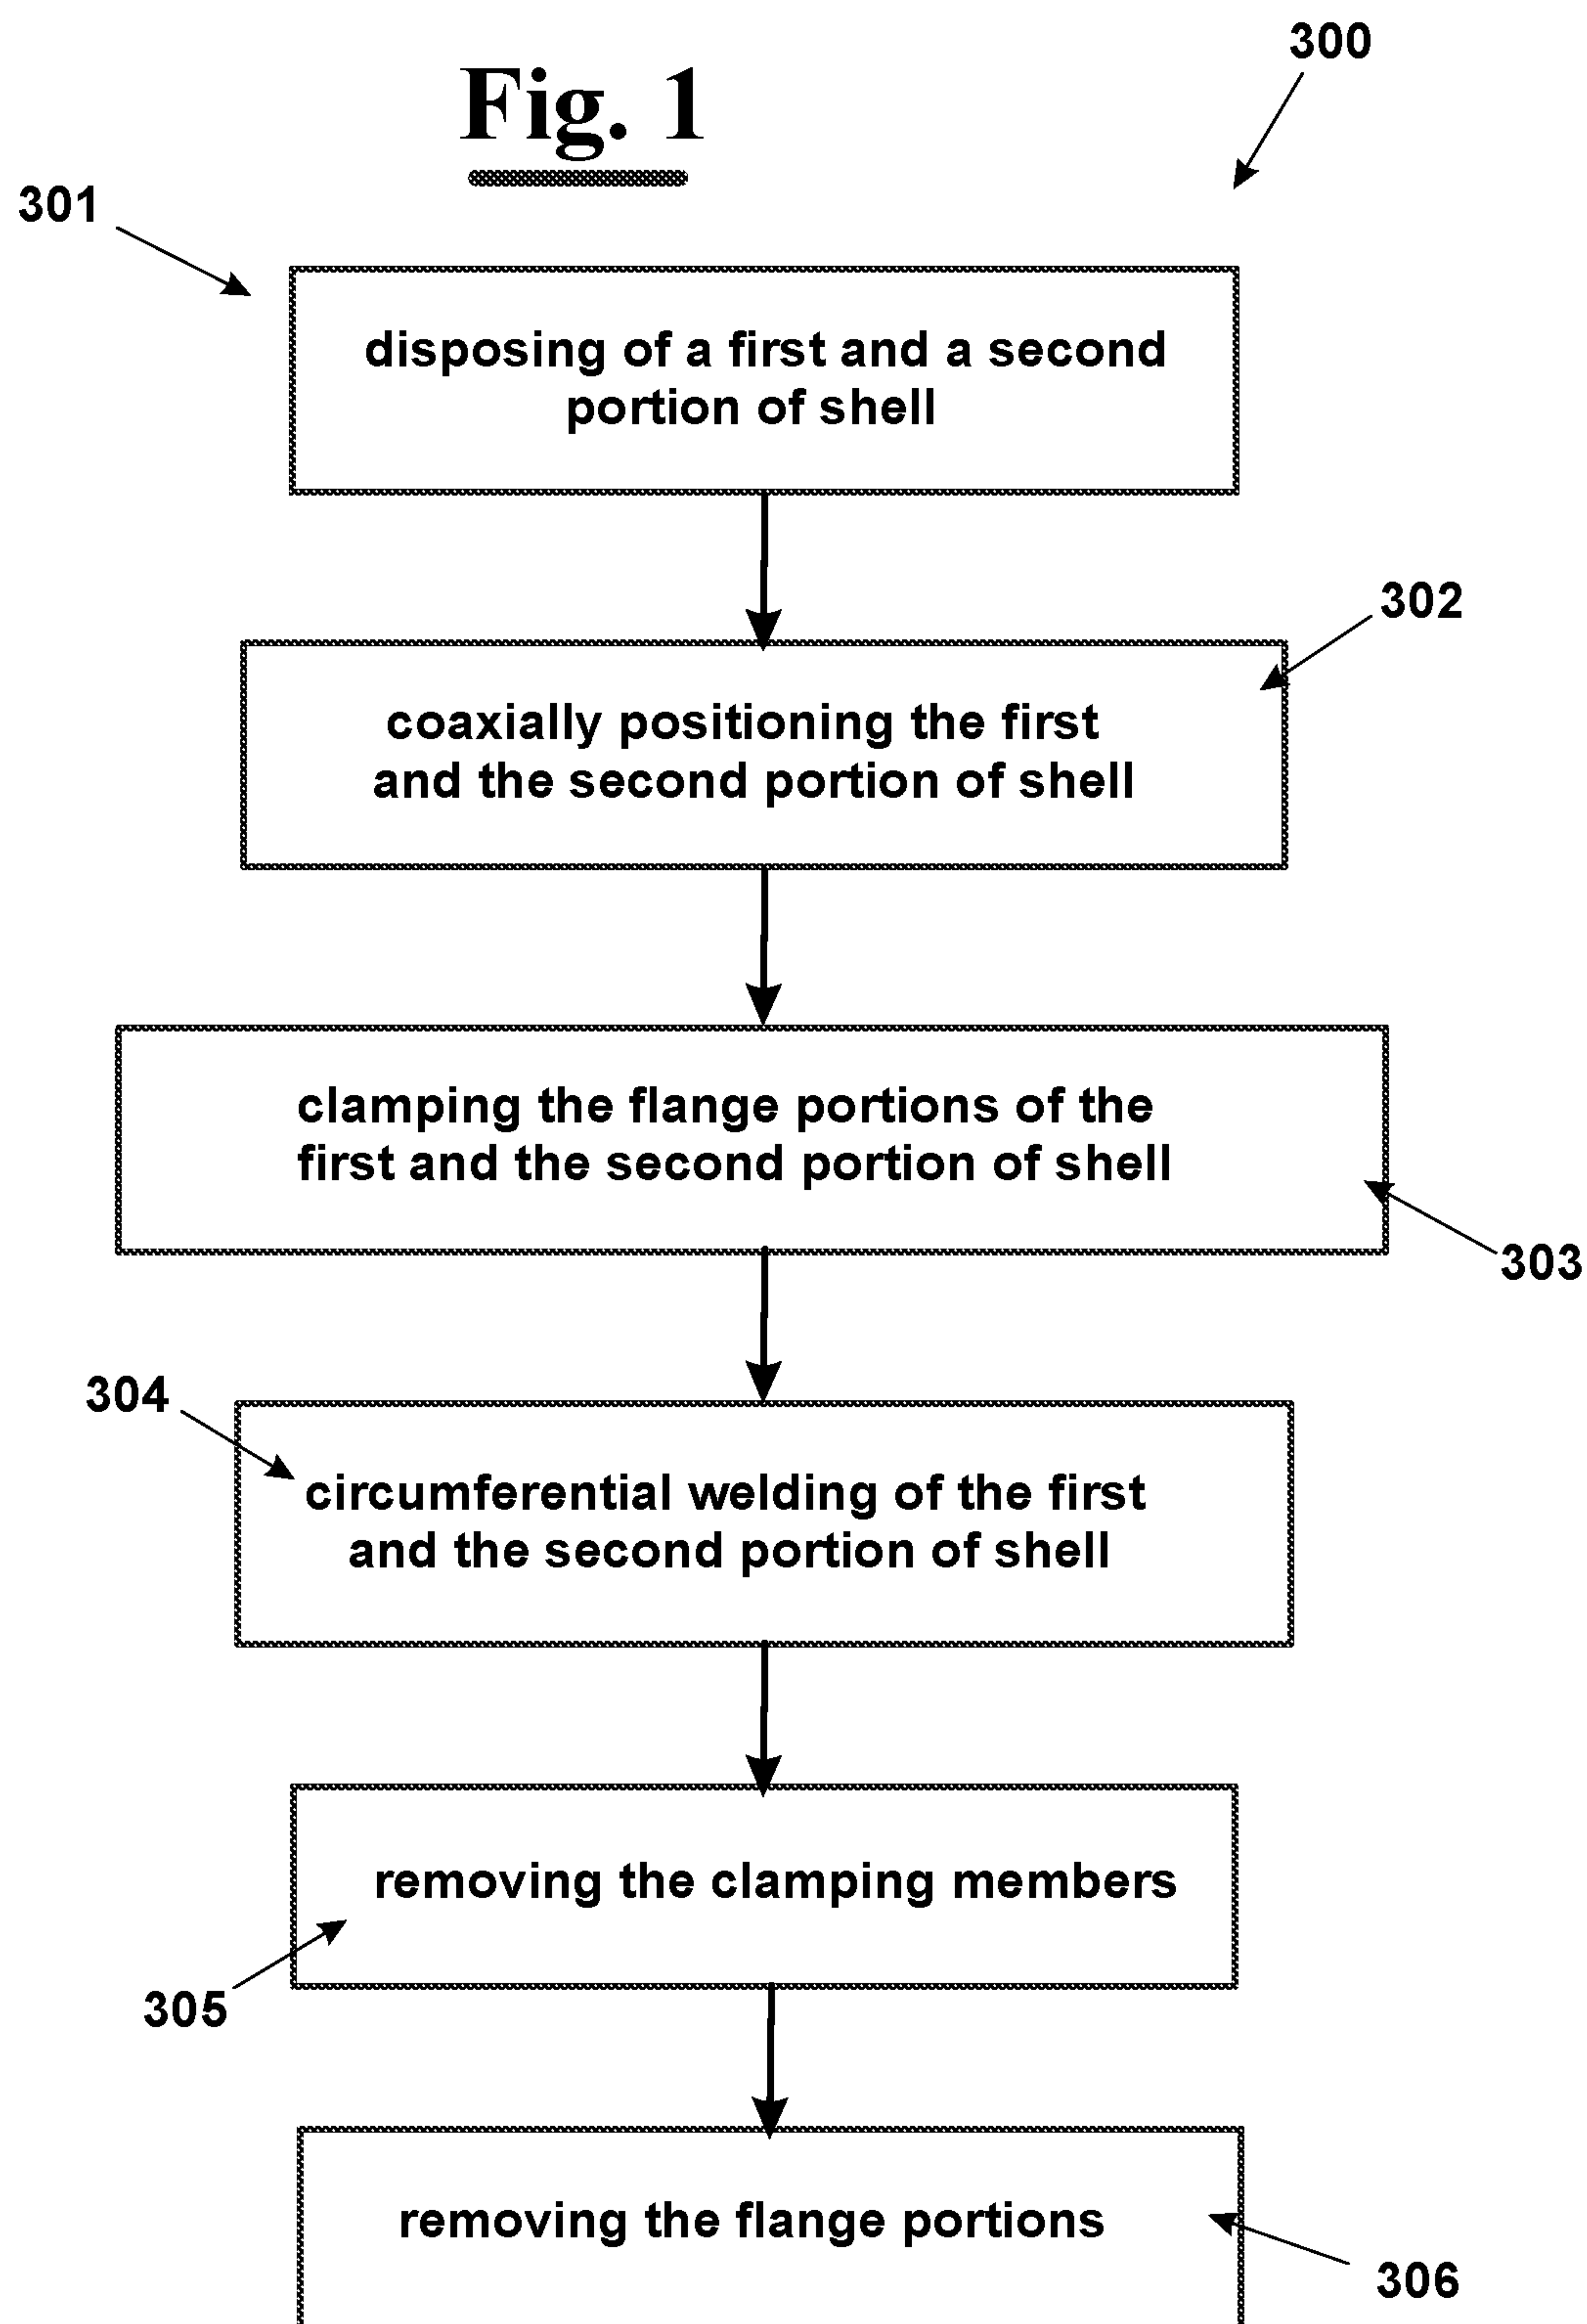 300
Fig. 1
301
disposing of a first and a second
portion of shell
302
coaxially positioning the first
and the second portion of shell
clamping the flange portions of the
first and the second portion of shell
303
304
circumferential welding of the first
and the second portion of shell
removing the clamping members
305
removing the flange portions
306